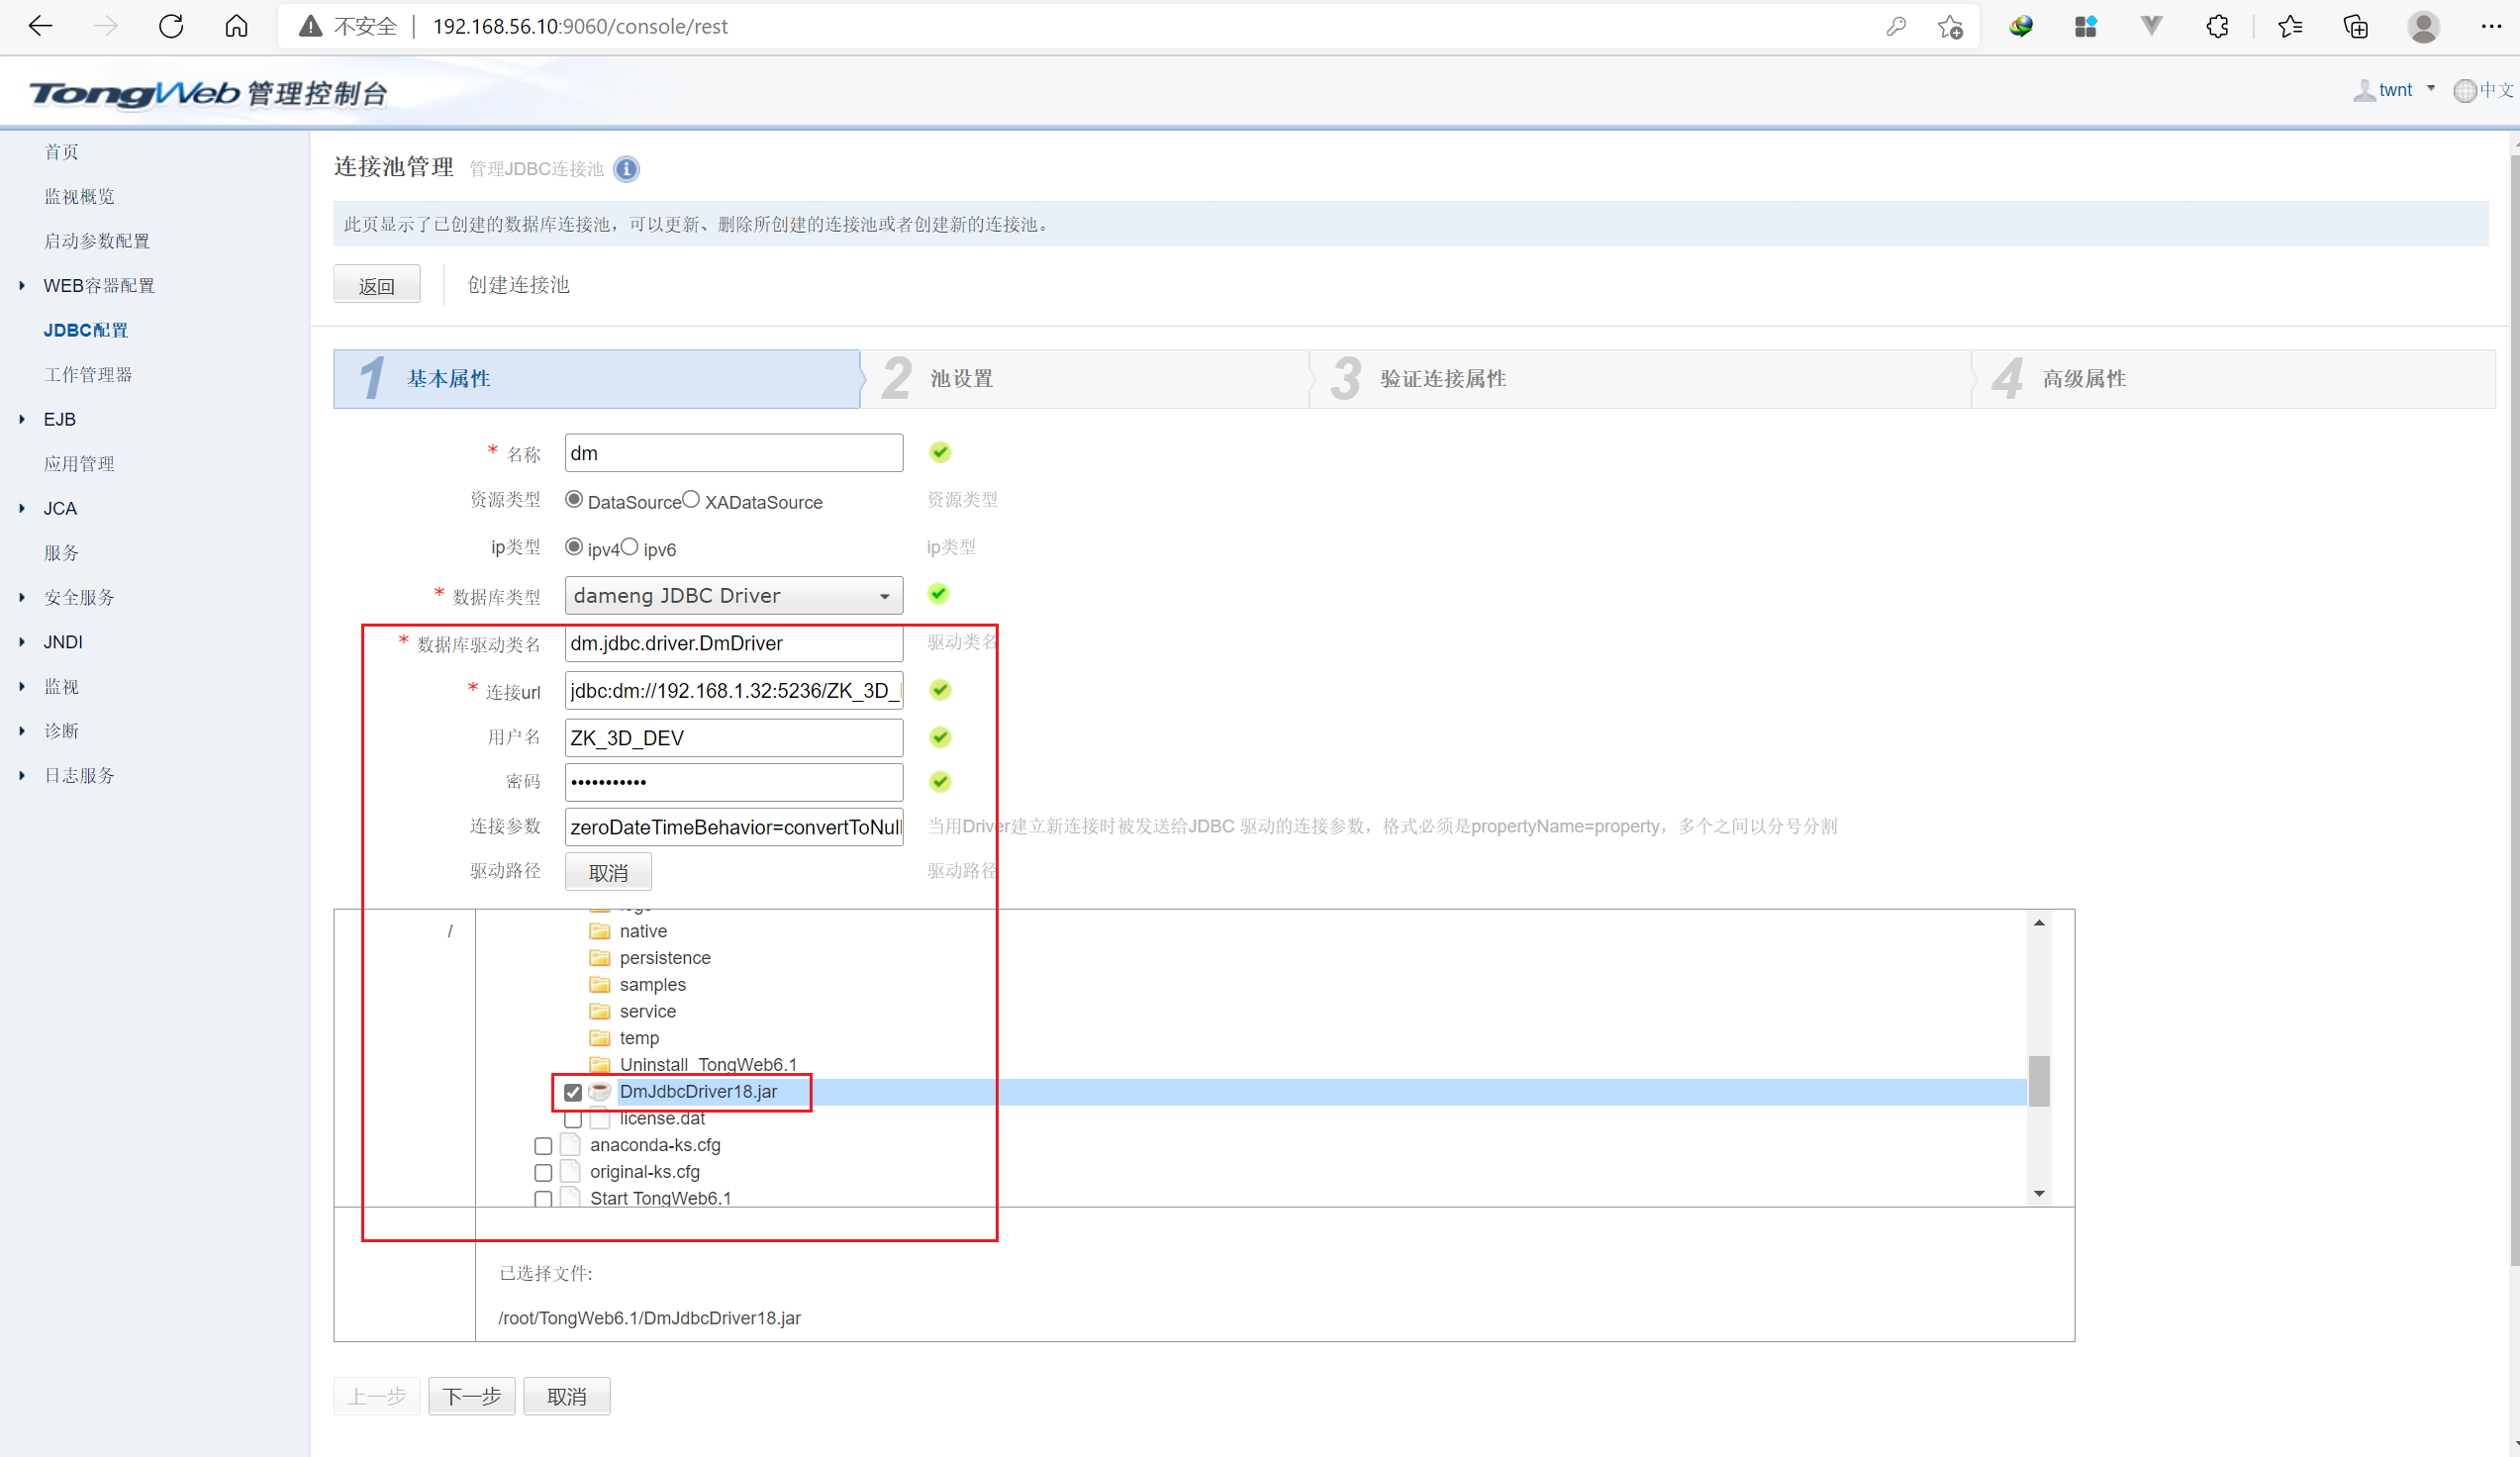 不安全 | 192.168.56.10:9060/console/rest
TongWeb 管理控制台
twnt
中文
首页
监视概览
启动参数配置
WEB容器配置
JDBC配置
工作管理器
EJB
应用管理
JCA
服务
安全服务
JNDI
监视
诊断
日志服务
连接池管理 管理JDBC连接池
此页显示了已创建的数据库连接池，可以更新、删除所创建的连接池或者创建新的连接池。
返回 创建连接池
1 基本属性 2 池设置 3 验证连接属性 4 高级属性
* 名称 dm
资源类型 DataSource XADataSource 资源类型
ip类型 ipv4 ipv6 ip类型
* 数据库类型 dameng JDBC Driver
* 数据库驱动类名 dm.jdbc.driver.DmDriver 驱动类名
* 连接url jdbc:dm://192.168.1.32:5236/ZK_3D_
用户名 ZK_3D_DEV
密码 •••••••••••
连接参数 zeroDateTimeBehavior=convertToNull 当用Driver建立新连接时被发送给JDBC 驱动的连接参数，格式必须是propertyName=property，多个之间以分号分割
驱动路径 取消 驱动路径
/
native
persistence
samples
service
temp
Uninstall_TongWeb6.1
DmJdbcDriver18.jar
license.dat
anaconda-ks.cfg
original-ks.cfg
Start TongWeb6.1
已选择文件:
/root/TongWeb6.1/DmJdbcDriver18.jar
上一步 下一步 取消